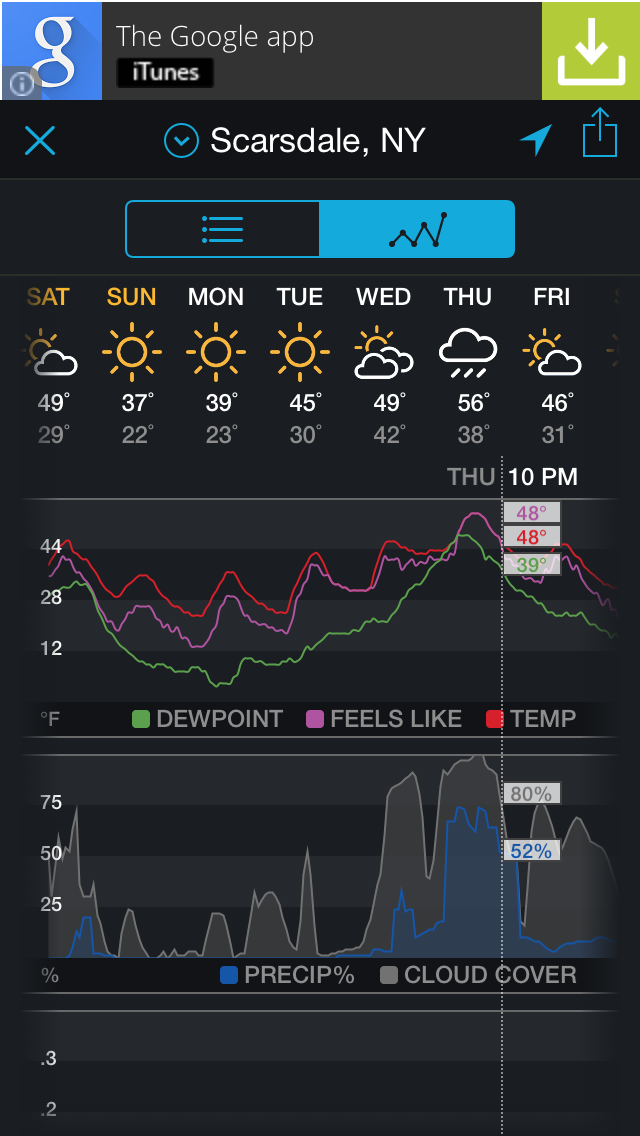 The Google app
iTunes
Scarsdale, NY
SAT SUN MON TUE WED THU FRI
49° 37° 39° 45° 49° 56° 46°
29° 22° 23° 30° 42° 38° 31°
THU 10 PM
48°
44 48°
39°
28
12
°F DEWPOINT FEELS LIKE TEMP
75 80%
50 52%
25
% PRECIP% CLOUD COVER
.3
.2